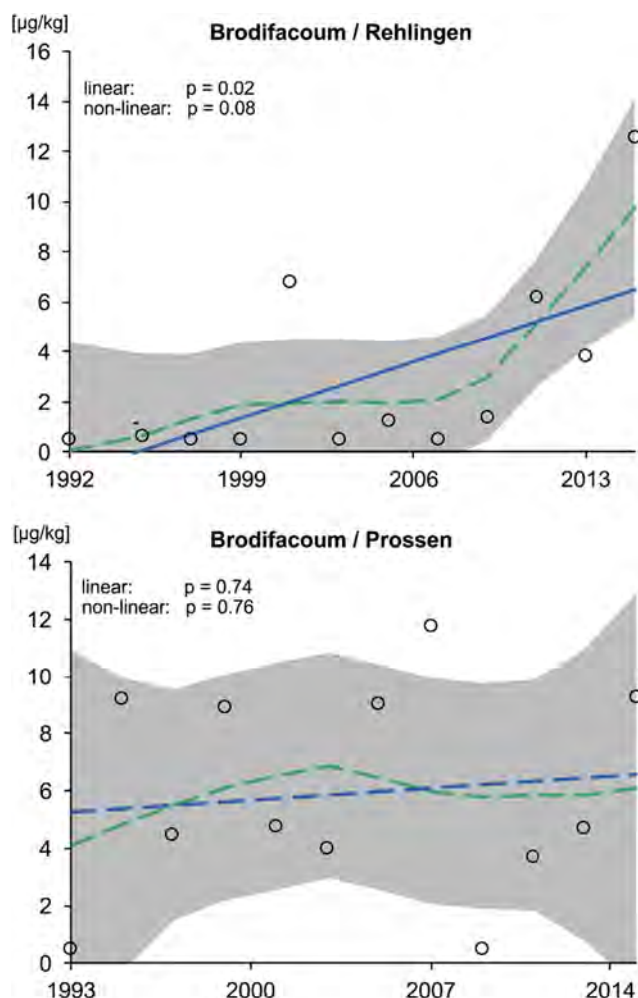 [µg/kg]
Brodifacoum / Rehlingen
16
linear: p = 0.02
non-linear: p = 0.08
14
12
10
8
6
4
2
0
1992 1999 2006 2013
[µg/kg]
Brodifacoum / Prossen
14
linear: p = 0.74
non-linear: p = 0.76
12
10
8
6
4
2
0
1993 2000 2007 2014